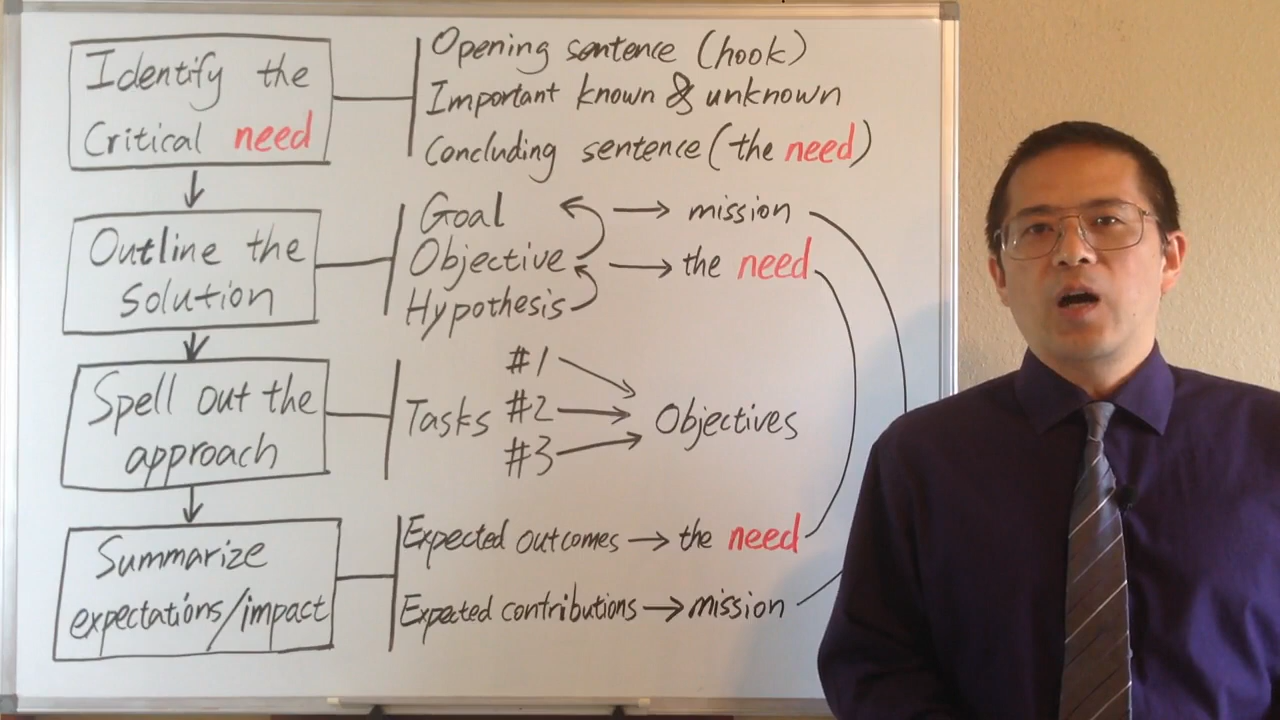 Identify the
Critical need
Opening sentence (hook)
Important known & unknown
Concluding sentence (the need)
Outline the
Solution
Goal → mission
Objective → the need
Hypothesis
Spell out the
approach
Tasks
#1
#2
#3
Objectives
Summarize
expectations/impact
Expected outcomes → the need
Expected contributions → mission